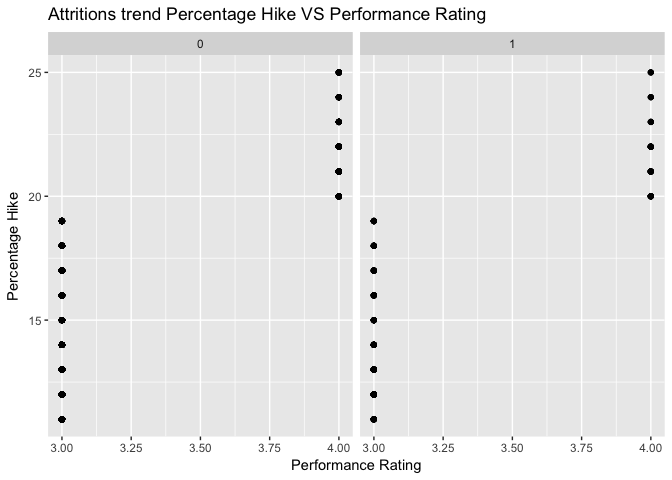 Attritions trend Percentage Hike VS Performance Rating
0 1
25
20
15
Percentage Hike
3.00 3.25 3.50 3.75 4.00 3.00 3.25 3.50 3.75 4.00
Performance Rating